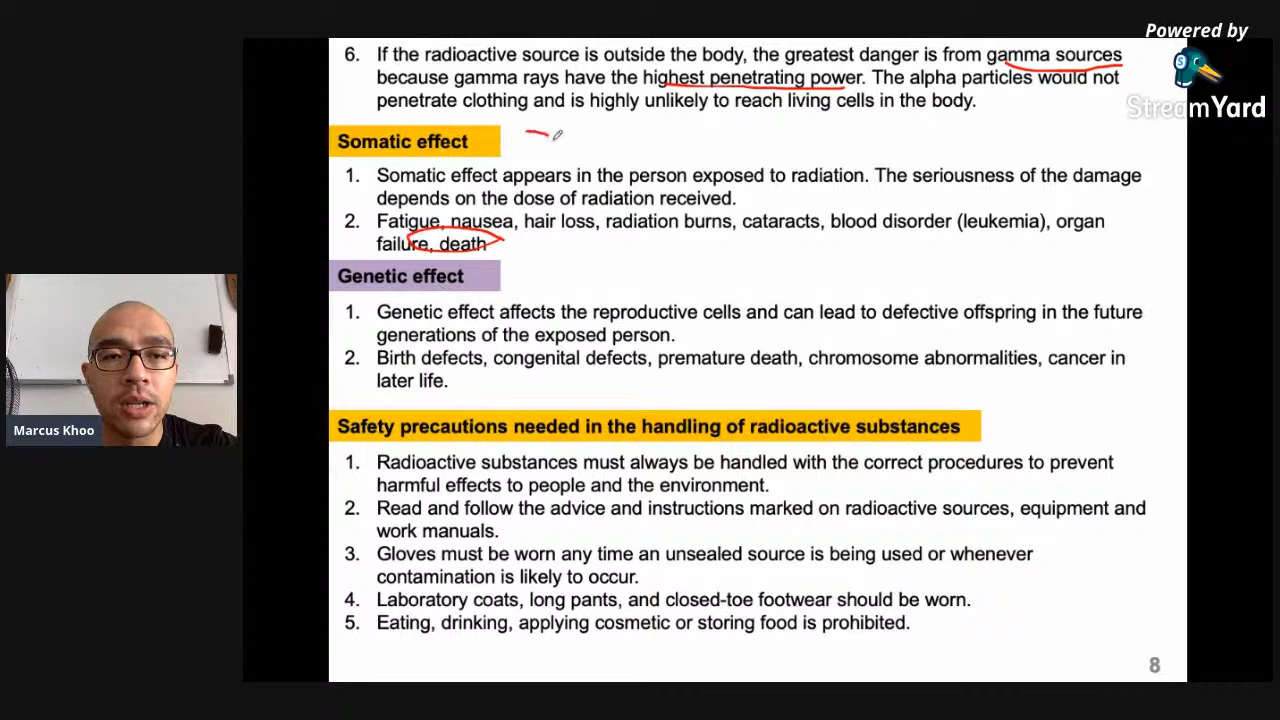 Powered by
StreamYard
6. If the radioactive source is outside the body, the greatest danger is from gamma sources
because gamma rays have the highest penetrating power. The alpha particles would not
penetrate clothing and is highly unlikely to reach living cells in the body.
Somatic effect
1. Somatic effect appears in the person exposed to radiation. The seriousness of the damage
depends on the dose of radiation received.
2. Fatigue, nausea, hair loss, radiation burns, cataracts, blood disorder (leukemia), organ
failure, death
Genetic effect
1. Genetic effect affects the reproductive cells and can lead to defective offspring in the future
generations of the exposed person.
2. Birth defects, congenital defects, premature death, chromosome abnormalities, cancer in
later life.
Safety precautions needed in the handling of radioactive substances
1. Radioactive substances must always be handled with the correct procedures to prevent
harmful effects to people and the environment.
2. Read and follow the advice and instructions marked on radioactive sources, equipment and
work manuals.
3. Gloves must be worn any time an unsealed source is being used or whenever
contamination is likely to occur.
4. Laboratory coats, long pants, and closed-toe footwear should be worn.
5. Eating, drinking, applying cosmetic or storing food is prohibited.
8
Marcus Khoo